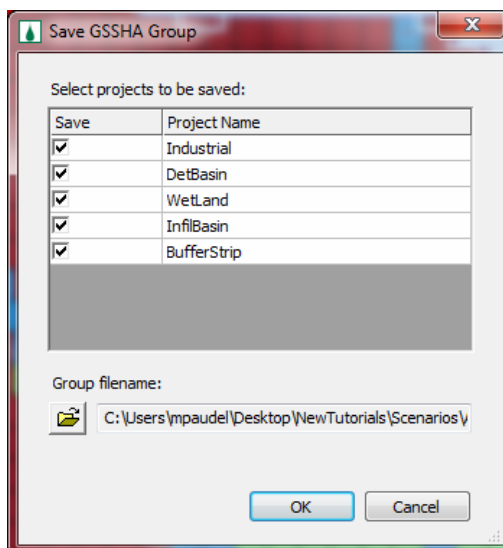 Save GSSHA Group
Select projects to be saved:
Save Project Name
Industrial
DetBasin
WetLand
InfilBasin
BufferStrip
Group filename:
C:\Users\mpaudel\Desktop\NewTutorials\Scenarios\
OK Cancel